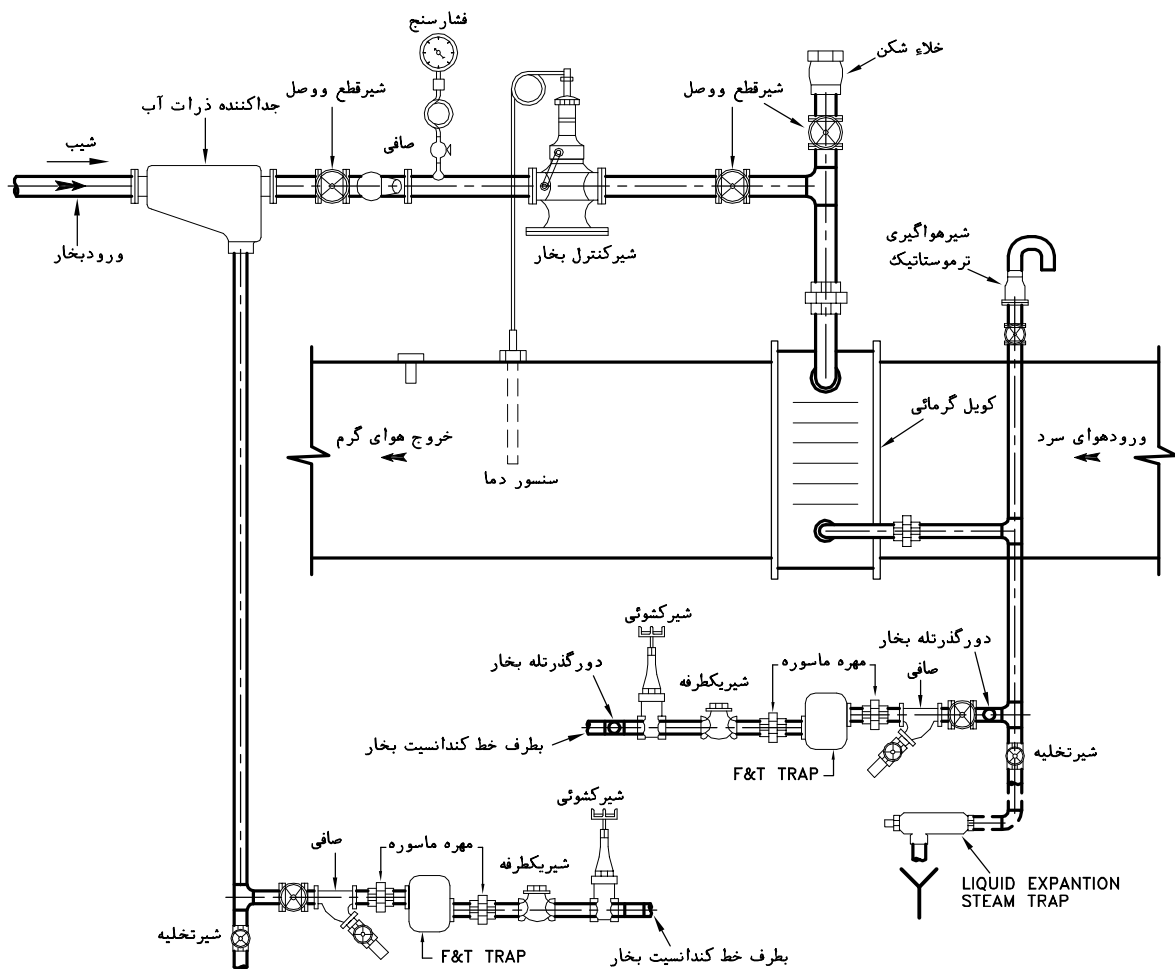 فشارسنج
خلاء شکن
شیرقطع ووصل
شیرقطع ووصل
جداکننده ذرات آب
صافی
شیب
ورودبخار
شیرکنترل بخار
شیرهواگیری
ترموستاتیک
کویل گرمائی
خروج هوای گرم
ورودهوای سرد
سنسور دما
شیرکشوئی
دورگذرتله بخار
دورگذرتله بخار
صافی
مهره ماسوره
شیریکطرفه
بطرف خط کندانسیت بخار
شیرتخلیه
F&T TRAP
شیرکشوئی
صافی
مهره ماسوره
شیریکطرفه
LIQUID EXPANTION
STEAM TRAP
شیرتخلیه
F&T TRAP
بطرف خط کندانسیت بخار